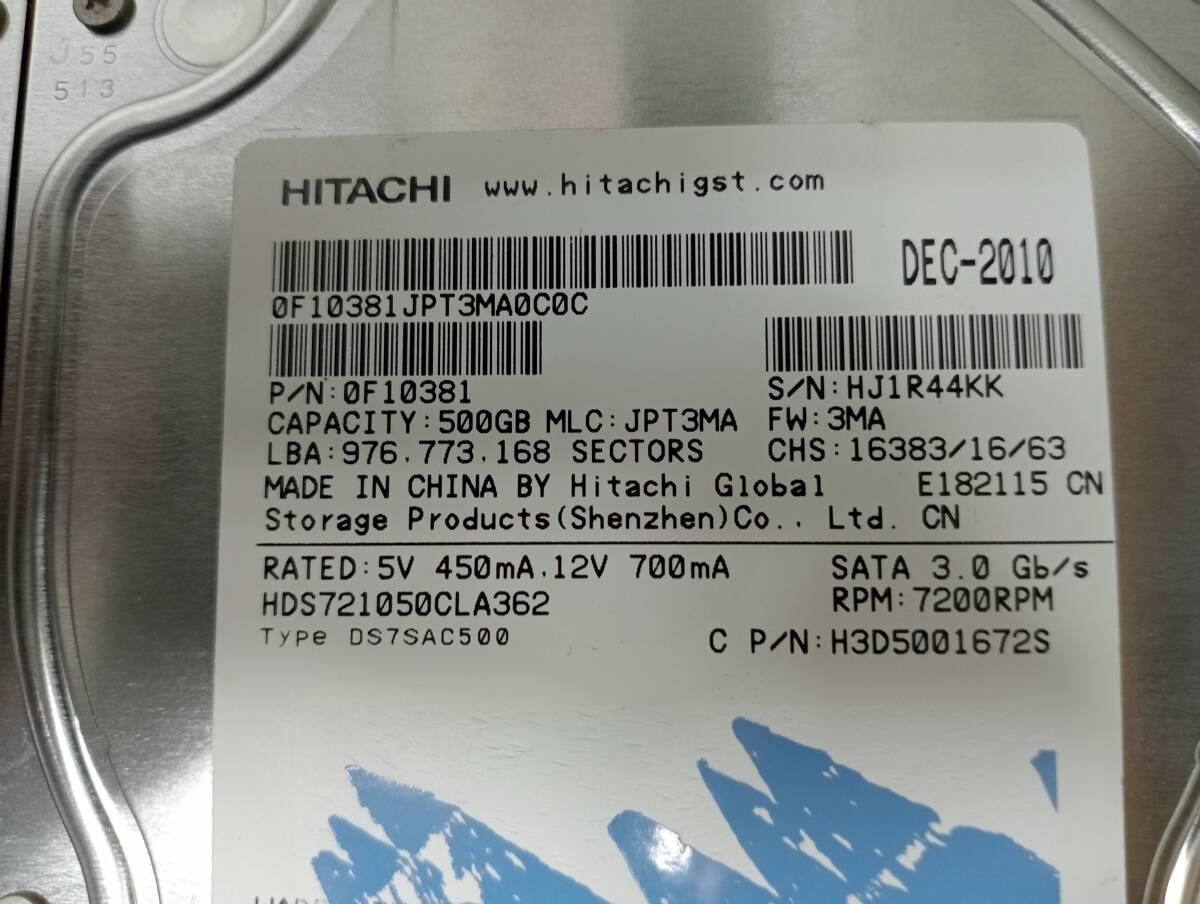 J55
513
HITACHI www.hitachigst.com
DEC-2010
0F10381JPT3MA0C0C
P/N:0F10381 S/N:HJ1R44KK
CAPACITY:500GB MLC:JPT3MA FW:3MA
LBA:976.773.168 SECTORS CHS:16383/16/63
MADE IN CHINA BY Hitachi Global E182115 CN
Storage Products(Shenzhen)Co., Ltd. CN
RATED:5V 450mA.12V 700mA SATA 3.0 Gb/s
HDS721050CLA362 RPM:7200RPM
Type DS7SAC500 C P/N:H3D5001672S